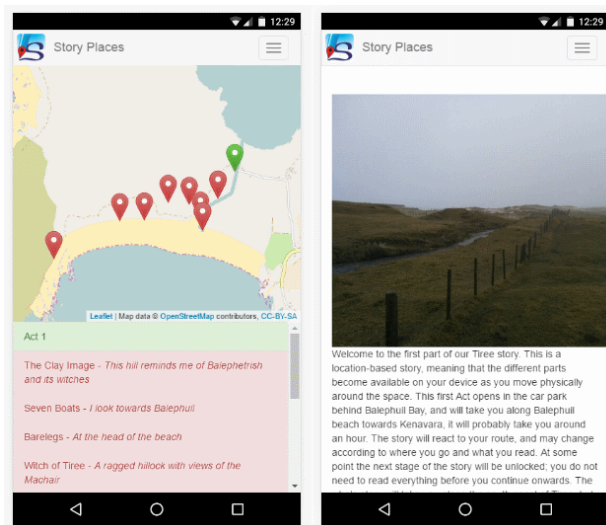 12:29
Story Places
Leaflet | Map data © OpenStreetMap contributors, CC-BY-SA
Act 1
The Clay Image - This hill reminds me of Balephetrish
and its witches
Seven Boats - I look towards Balephuil
Barelegs - At the head of the beach
Witch of Tiree - A ragged hillock with views of the
Machair
12:29
Story Places
Welcome to the first part of our Tiree story. This is a
location-based story, meaning that the different parts
become available on your device as you move physically
around the space. This first Act opens in the car park
behind Balephuil Bay, and will take you along Balephuil
beach towards Kenavara, it will probably take you around
an hour. The story will react to your route, and may change
according to where you go and what you read. At some
point the next stage of the story will be unlocked; you do not
need to read everything before you continue onwards. The